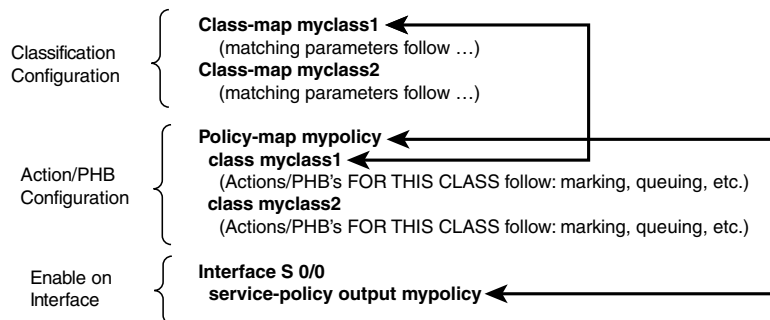 Classification
Configuration
Class-map myclass1
(matching parameters follow …)
Class-map myclass2
(matching parameters follow …)
Action/PHB
Configuration
Policy-map mypolicy
class myclass1
(Actions/PHB's FOR THIS CLASS follow: marking, queuing, etc.)
class myclass2
(Actions/PHB's FOR THIS CLASS follow: marking, queuing, etc.)
Enable on
Interface
Interface S 0/0
service-policy output mypolicy